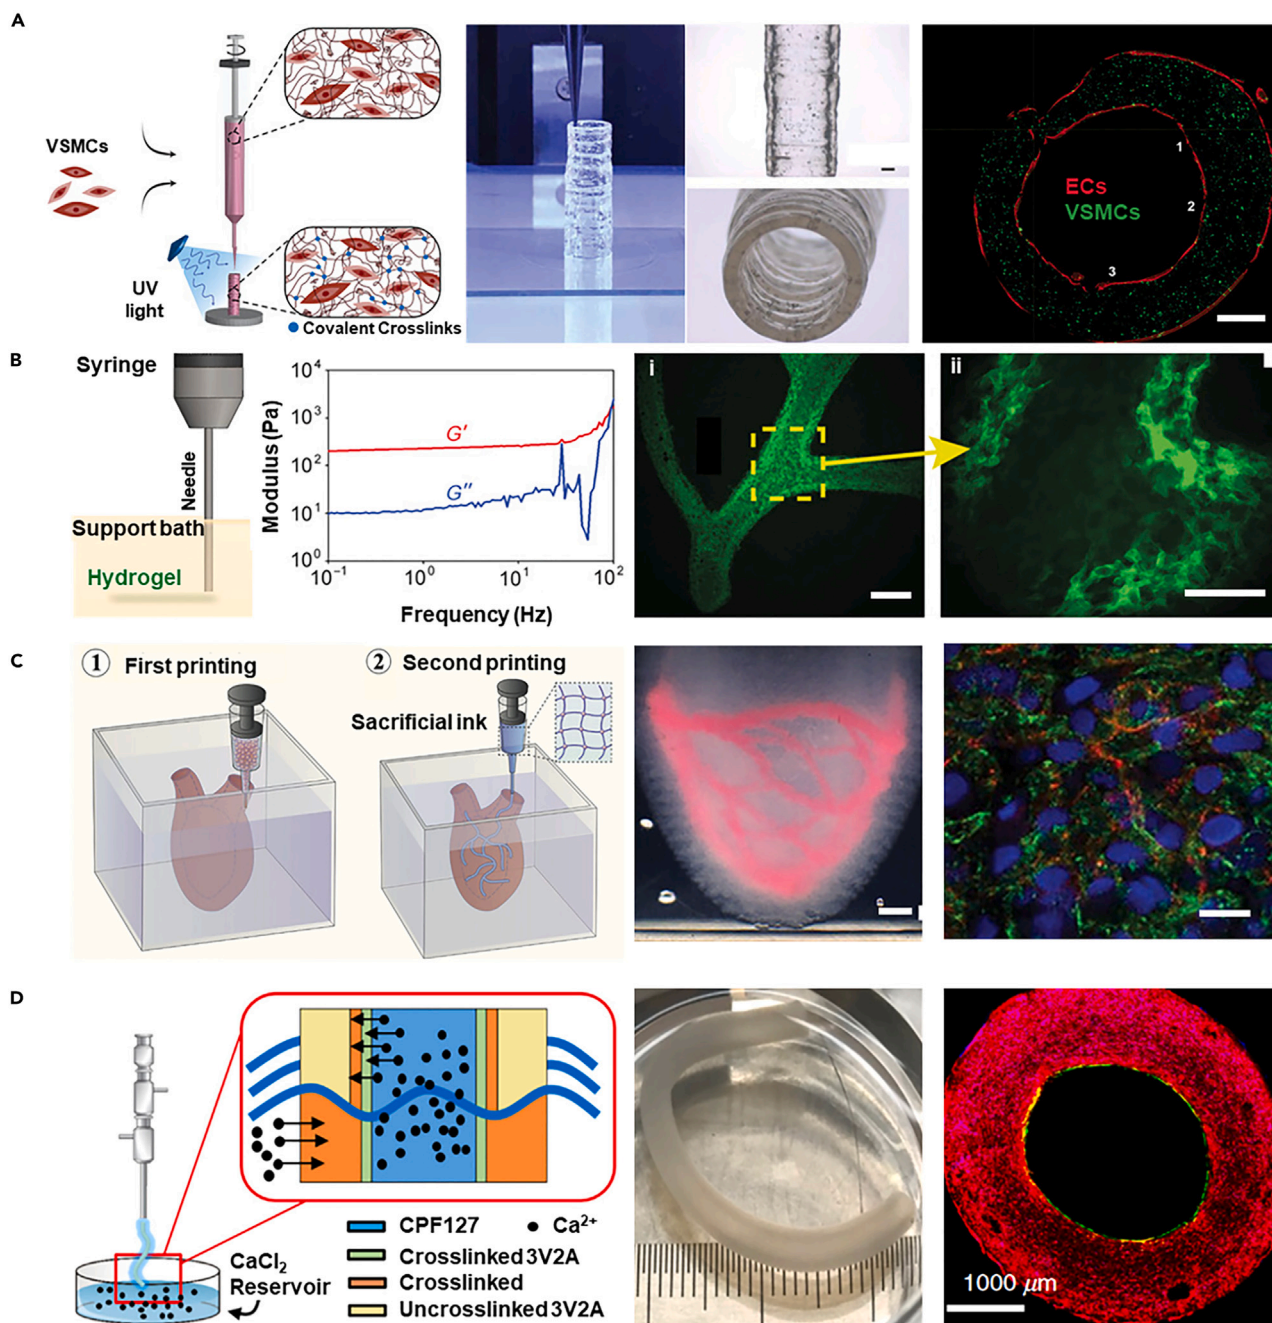 A
VSMCs
UV
light
Covalent Crosslinks
ECs
VSMCs
1
2
3
B
Syringe
Needle
Support bath
Hydrogel
Modulus (Pa)
10⁴
10³
10²
10¹
10⁰
G′
G″
10⁻¹
10⁰
10¹
10²
Frequency (Hz)
i
ii
C
1 First printing
2 Second printing
Sacrificial ink
D
CaCl₂
Reservoir
CPF127
Ca²⁺
Crosslinked 3V2A
Crosslinked
Uncrosslinked 3V2A
1000 µm